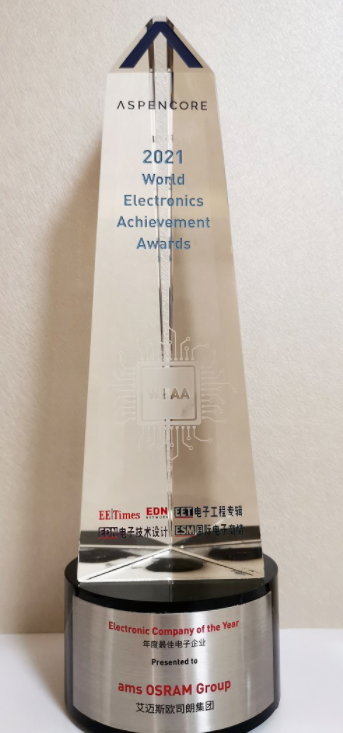 ASPENCORE
2021
World
Electronics
Achievement
Awards
WEAA
EE Times EDN NETWORK EET电子工程专辑
EDN电子技术设计 ESM国际电子商情
Electronic Company of the Year
年度最佳电子企业
Presented to
ams OSRAM Group
艾迈斯欧司朗集团